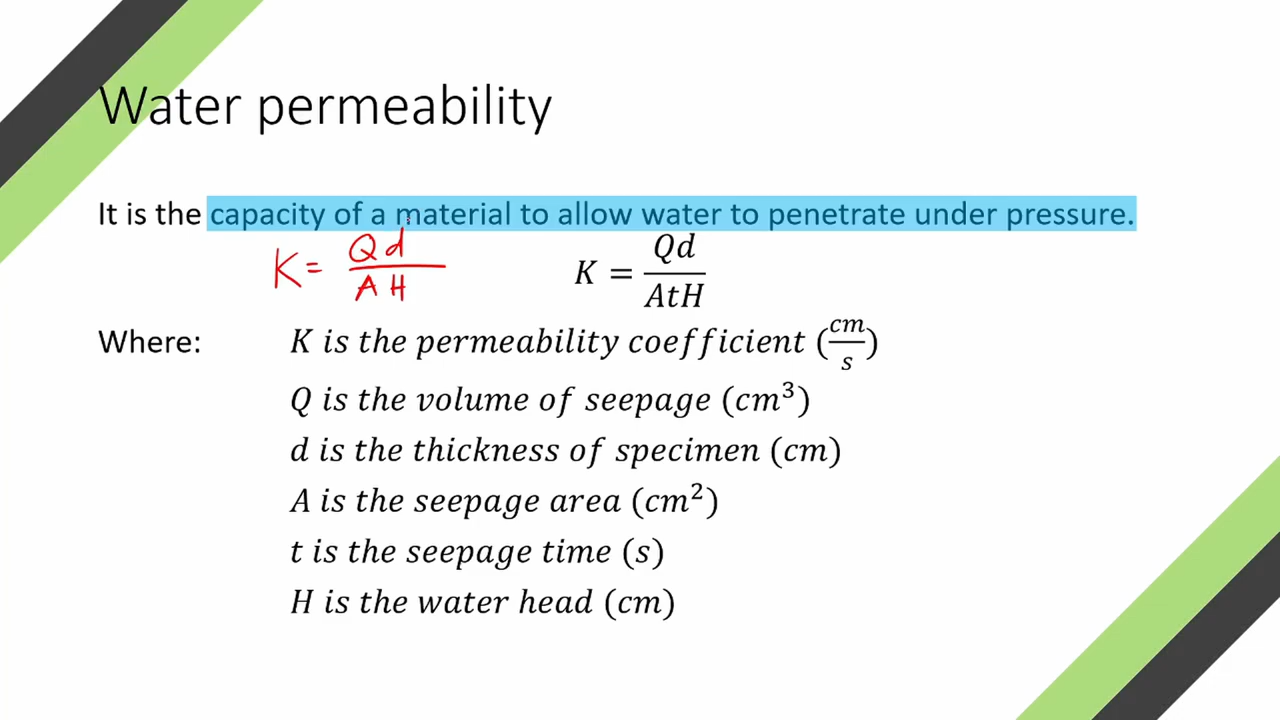 Water permeability
It is the capacity of a material to allow water to penetrate under pressure.
K = Qd / AH
K = Qd / AtH
Where: K is the permeability coefficient (cm/s)
Q is the volume of seepage (cm³)
d is the thickness of specimen (cm)
A is the seepage area (cm²)
t is the seepage time (s)
H is the water head (cm)